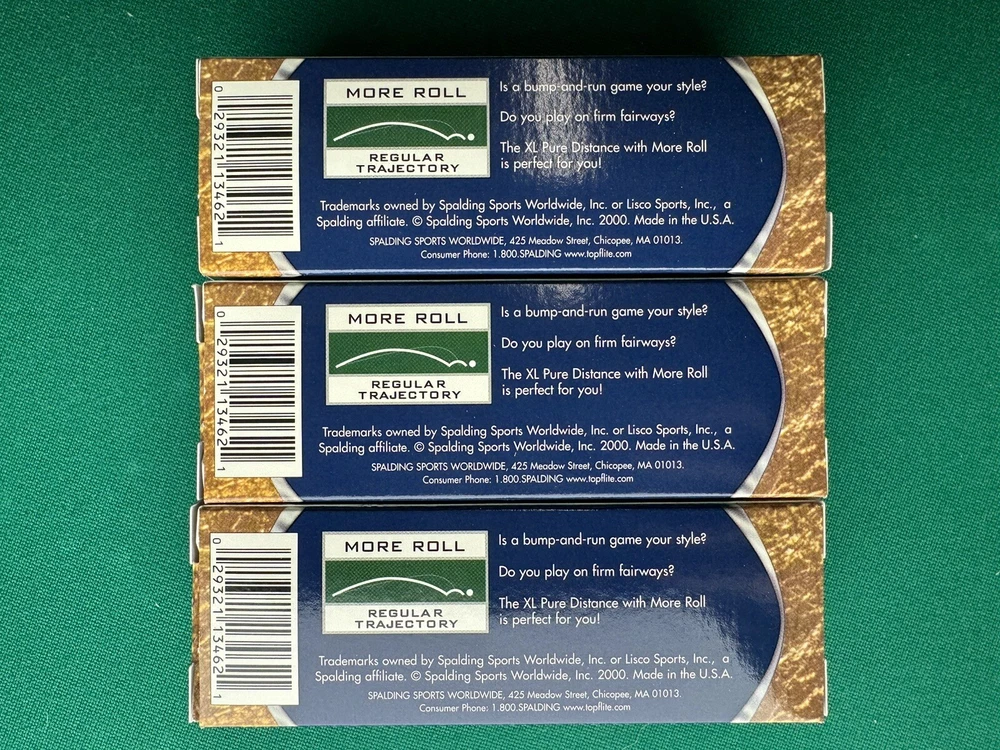 0 29321 13462 1
MORE ROLL
REGULAR
TRAJECTORY
Is a bump-and-run game your style?
Do you play on firm fairways?
The XL Pure Distance with More Roll
is perfect for you!
Trademarks owned by Spalding Sports Worldwide, Inc. or Lisco Sports, Inc., a
Spalding affiliate. © Spalding Sports Worldwide, Inc. 2000. Made in the U.S.A.
SPALDING SPORTS WORLDWIDE, 425 Meadow Street, Chicopee, MA 01013.
Consumer Phone: 1.800.SPALDING www.topflite.com
0 29321 13462 1
MORE ROLL
REGULAR
TRAJECTORY
Is a bump-and-run game your style?
Do you play on firm fairways?
The XL Pure Distance with More Roll
is perfect for you!
Trademarks owned by Spalding Sports Worldwide, Inc. or Lisco Sports, Inc., a
Spalding affiliate. © Spalding Sports Worldwide, Inc. 2000. Made in the U.S.A.
SPALDING SPORTS WORLDWIDE, 425 Meadow Street, Chicopee, MA 01013.
Consumer Phone: 1.800.SPALDING www.topflite.com
0 29321 13462 1
MORE ROLL
REGULAR
TRAJECTORY
Is a bump-and-run game your style?
Do you play on firm fairways?
The XL Pure Distance with More Roll
is perfect for you!
Trademarks owned by Spalding Sports Worldwide, Inc. or Lisco Sports, Inc., a
Spalding affiliate. © Spalding Sports Worldwide, Inc. 2000. Made in the U.S.A.
SPALDING SPORTS WORLDWIDE, 425 Meadow Street, Chicopee, MA 01013.
Consumer Phone: 1.800.SPALDING www.topflite.com